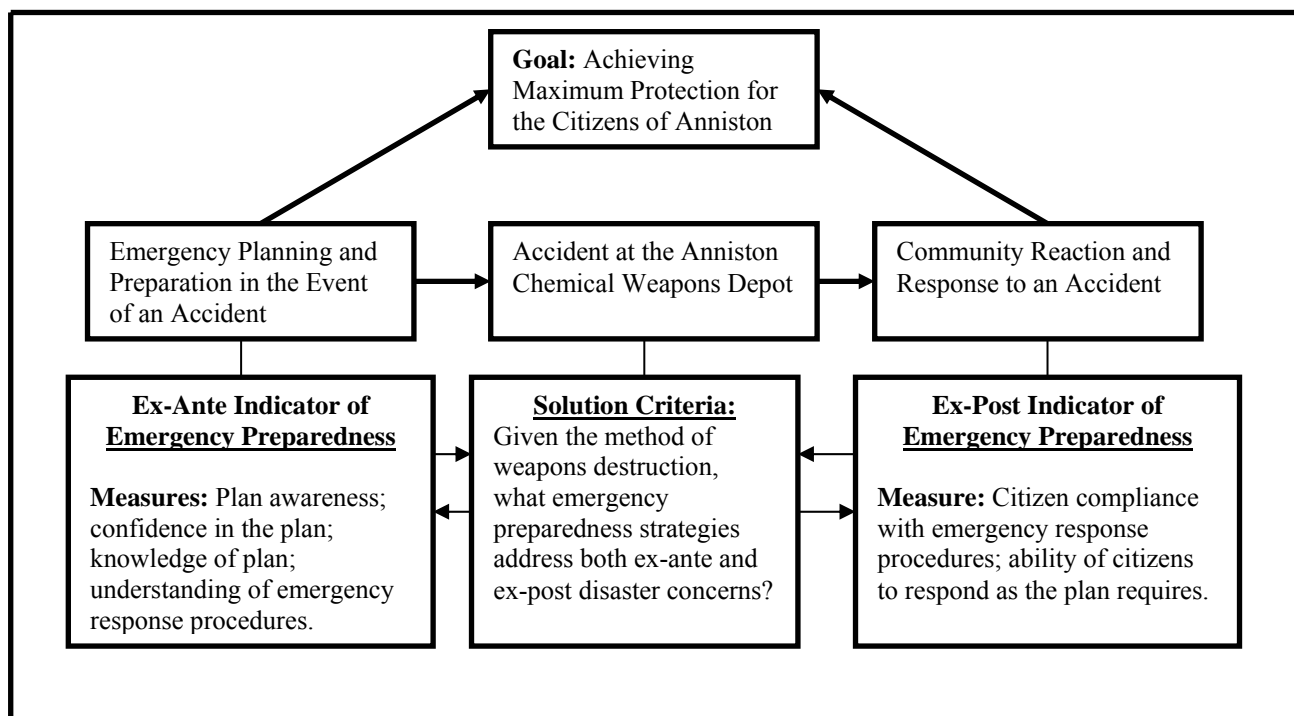 Goal: Achieving
Maximum Protection for
the Citizens of Anniston
Emergency Planning and
Preparation in the Event
of an Accident
Accident at the Anniston
Chemical Weapons Depot
Community Reaction and
Response to an Accident
Ex-Ante Indicator of
Emergency Preparedness
Measures: Plan awareness;
confidence in the plan;
knowledge of plan;
understanding of emergency
response procedures.
Solution Criteria:
Given the method of
weapons destruction,
what emergency
preparedness strategies
address both ex-ante and
ex-post disaster concerns?
Ex-Post Indicator of
Emergency Preparedness
Measure: Citizen compliance
with emergency response
procedures; ability of citizens
to respond as the plan requires.